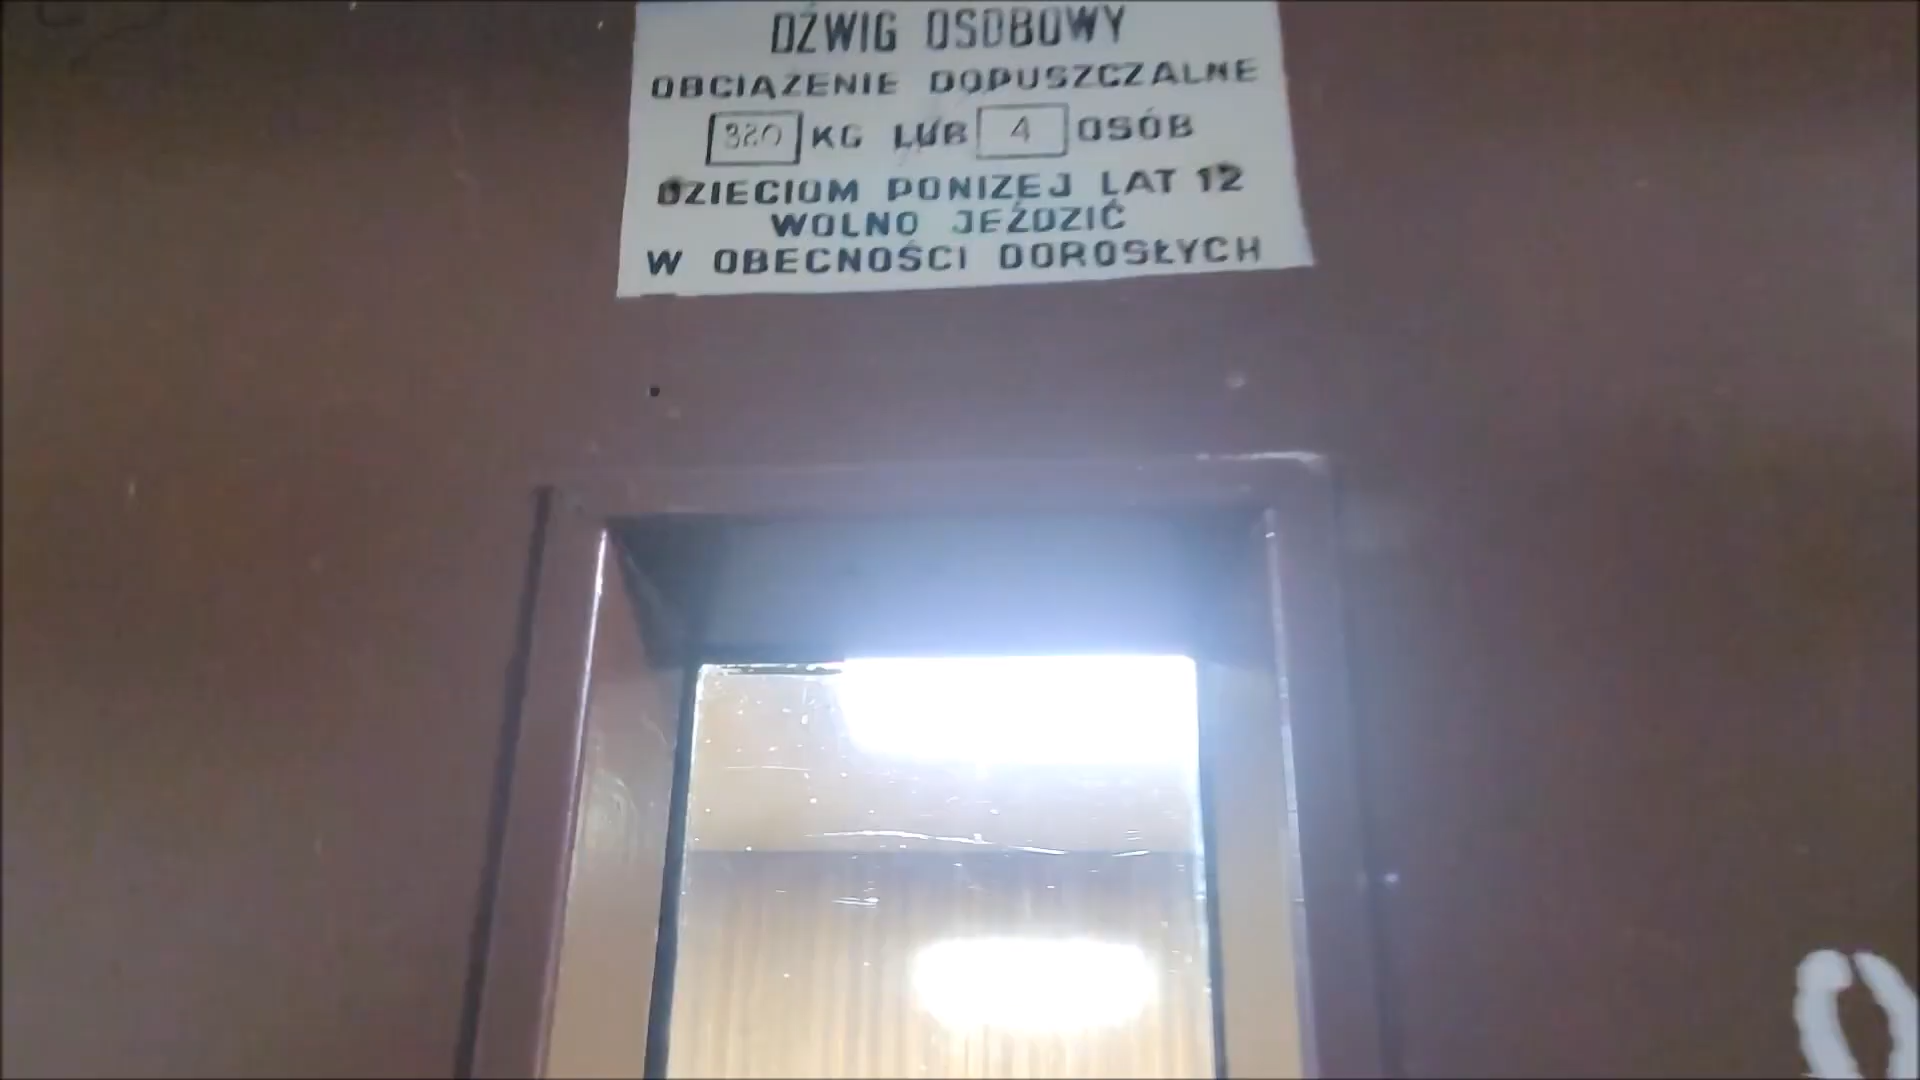 DŹWIG OSOBOWY
OBCIĄŻENIE DOPUSZCZALNE
320 KG LUB 4 OSÓB
DZIECIOM PONIŻEJ LAT 12
WOLNO JEŹDZIĆ
W OBECNOŚCI DOROSŁYCH